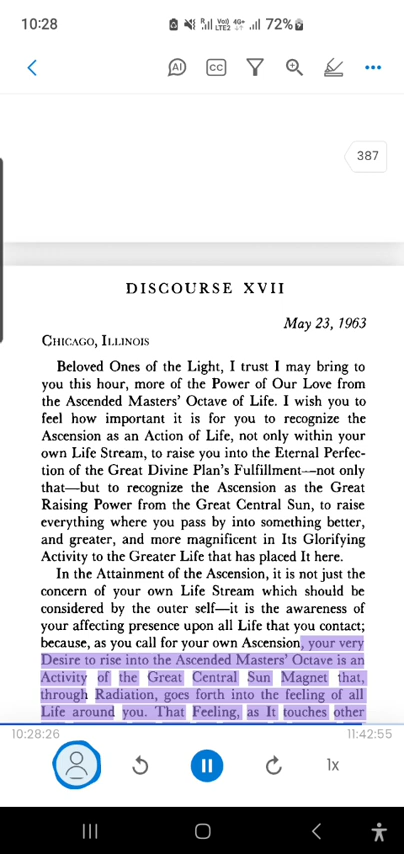 10:28
R Vo)) LTE2 4G+ 72%
AI CC
387
DISCOURSE XVII
May 23, 1963
CHICAGO, ILLINOIS
Beloved Ones of the Light, I trust I may bring to
you this hour, more of the Power of Our Love from
the Ascended Masters' Octave of Life. I wish you to
feel how important it is for you to recognize the
Ascension as an Action of Life, not only within your
own Life Stream, to raise you into the Eternal Perfec-
tion of the Great Divine Plan's Fulfillment—not only
that—but to recognize the Ascension as the Great
Raising Power from the Great Central Sun, to raise
everything where you pass by into something better,
and greater, and more magnificent in Its Glorifying
Activity to the Greater Life that has placed It here.
In the Attainment of the Ascension, it is not just the
concern of your own Life Stream which should be
considered by the outer self—it is the awareness of
your affecting presence upon all Life that you contact;
because, as you call for your own Ascension, your very
Desire to rise into the Ascended Masters' Octave is an
Activity of the Great Central Sun Magnet that,
through Radiation, goes forth into the feeling of all
Life around you. That Feeling, as It touches other
10:28:26 11:42:55
1x